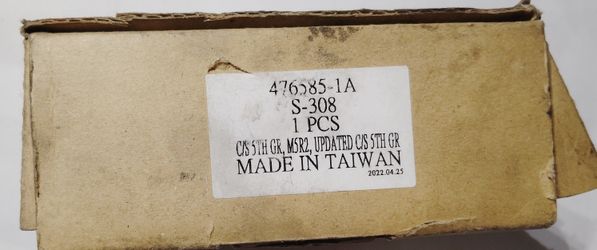 476585-1A
S-308
1 PCS
C/S 5TH GR, M5R2, UPDATED C/S 5TH GR
MADE IN TAIWAN
2022.04.25